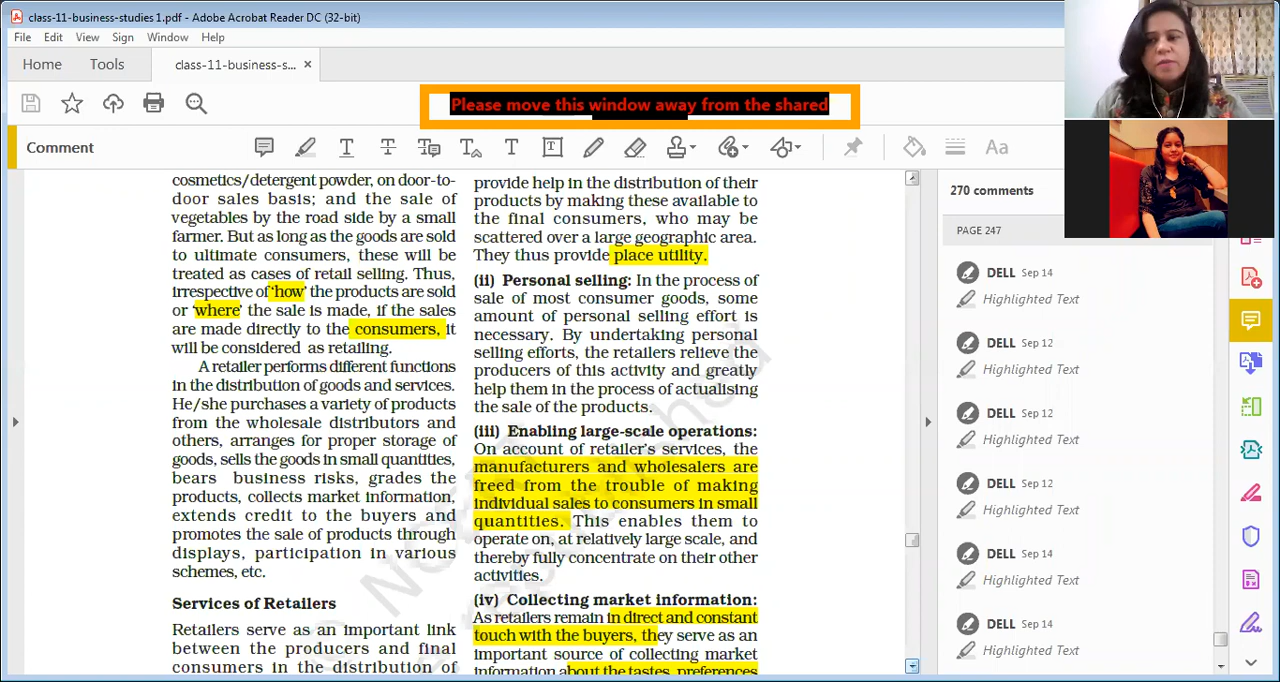 class-11-business-studies 1.pdf - Adobe Acrobat Reader DC (32-bit)
File Edit View Sign Window Help
Home Tools class-11-business-s... ×
Please move this window away from the shared
Comment
cosmetics/detergent powder, on door-to-
door sales basis; and the sale of
vegetables by the road side by a small
farmer. But as long as the goods are sold
to ultimate consumers, these will be
treated as cases of retail selling. Thus,
irrespective of 'how' the products are sold
or 'where' the sale is made, if the sales
are made directly to the consumers, it
will be considered as retailing.
A retailer performs different functions
in the distribution of goods and services.
He/she purchases a variety of products
from the wholesale distributors and
others, arranges for proper storage of
goods, sells the goods in small quantities,
bears business risks, grades the
products, collects market information,
extends credit to the buyers and
promotes the sale of products through
displays, participation in various
schemes, etc.
Services of Retailers
Retailers serve as an important link
between the producers and final
consumers in the distribution of
provide help in the distribution of their
products by making these available to
the final consumers, who may be
scattered over a large geographic area.
They thus provide place utility.
(ii) Personal selling: In the process of
sale of most consumer goods, some
amount of personal selling effort is
necessary. By undertaking personal
selling efforts, the retailers relieve the
producers of this activity and greatly
help them in the process of actualising
the sale of the products.
(iii) Enabling large-scale operations:
On account of retailer's services, the
manufacturers and wholesalers are
freed from the trouble of making
individual sales to consumers in small
quantities. This enables them to
operate on, at relatively large scale, and
thereby fully concentrate on their other
activities.
(iv) Collecting market information:
As retailers remain in direct and constant
touch with the buyers, they serve as an
important source of collecting market
information about the tastes, preferences
270 comments
PAGE 247
DELL Sep 14
Highlighted Text
DELL Sep 12
Highlighted Text
DELL Sep 12
Highlighted Text
DELL Sep 12
Highlighted Text
DELL Sep 14
Highlighted Text
DELL Sep 14
Highlighted Text